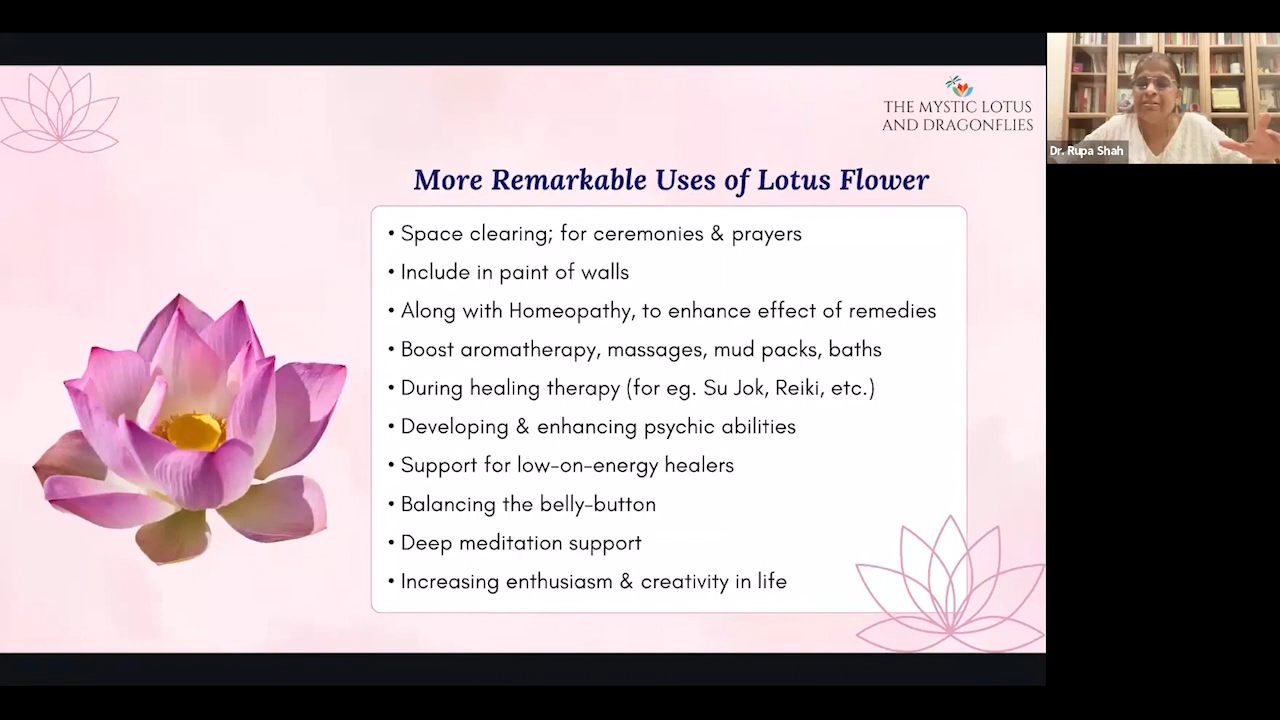 THE MYSTIC LOTUS
AND DRAGONFLIES
Dr. Rupa Shah
More Remarkable Uses of Lotus Flower
• Space clearing; for ceremonies & prayers
• Include in paint of walls
• Along with Homeopathy, to enhance effect of remedies
• Boost aromatherapy, massages, mud packs, baths
• During healing therapy (for eg. Su Jok, Reiki, etc.)
• Developing & enhancing psychic abilities
• Support for low-on-energy healers
• Balancing the belly-button
• Deep meditation support
• Increasing enthusiasm & creativity in life